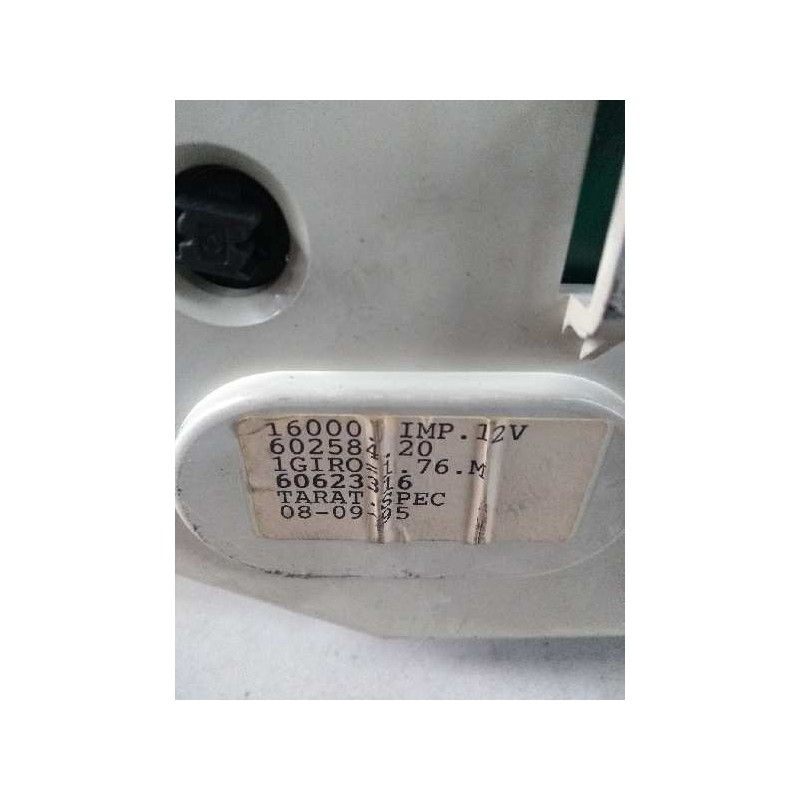 16000. IMP.12V
602584.20
1GIRO=1.76.M
60623316
TARAT.SPEC
08-09-95